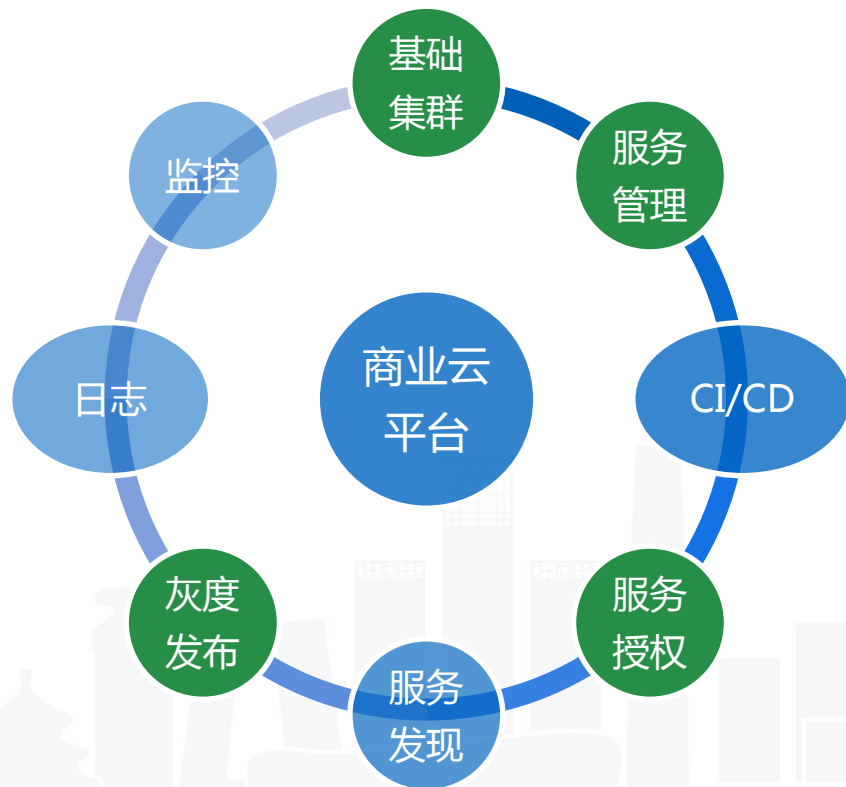 基础
集群
服务
管理
监控
商业云
平台
日志
CI/CD
灰度
发布
服务
授权
服务
发现